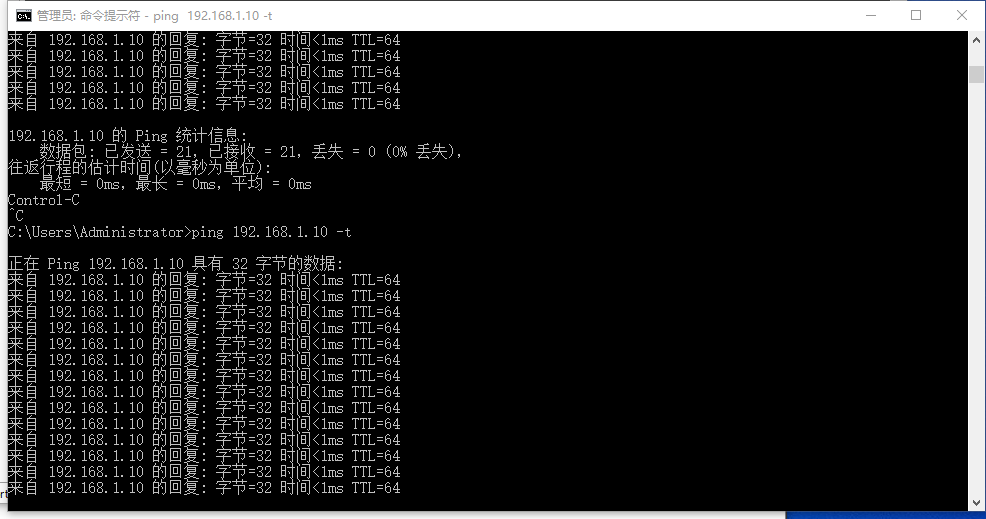 管理员: 命令提示符 - ping  192.168.1.10 -t
来自 192.168.1.10 的回复: 字节=32 时间<1ms TTL=64
来自 192.168.1.10 的回复: 字节=32 时间<1ms TTL=64
来自 192.168.1.10 的回复: 字节=32 时间<1ms TTL=64
来自 192.168.1.10 的回复: 字节=32 时间<1ms TTL=64
来自 192.168.1.10 的回复: 字节=32 时间<1ms TTL=64
192.168.1.10 的 Ping 统计信息:
数据包: 已发送 = 21, 已接收 = 21, 丢失 = 0 (0% 丢失),
往返行程的估计时间(以毫秒为单位):
最短 = 0ms, 最长 = 0ms, 平均 = 0ms
Control-C
^C
C:\Users\Administrator>ping 192.168.1.10 -t
正在 Ping 192.168.1.10 具有 32 字节的数据:
来自 192.168.1.10 的回复: 字节=32 时间<1ms TTL=64
来自 192.168.1.10 的回复: 字节=32 时间<1ms TTL=64
来自 192.168.1.10 的回复: 字节=32 时间<1ms TTL=64
来自 192.168.1.10 的回复: 字节=32 时间<1ms TTL=64
来自 192.168.1.10 的回复: 字节=32 时间<1ms TTL=64
来自 192.168.1.10 的回复: 字节=32 时间<1ms TTL=64
来自 192.168.1.10 的回复: 字节=32 时间<1ms TTL=64
来自 192.168.1.10 的回复: 字节=32 时间<1ms TTL=64
来自 192.168.1.10 的回复: 字节=32 时间<1ms TTL=64
来自 192.168.1.10 的回复: 字节=32 时间<1ms TTL=64
来自 192.168.1.10 的回复: 字节=32 时间<1ms TTL=64
来自 192.168.1.10 的回复: 字节=32 时间<1ms TTL=64
来自 192.168.1.10 的回复: 字节=32 时间<1ms TTL=64
来自 192.168.1.10 的回复: 字节=32 时间<1ms TTL=64